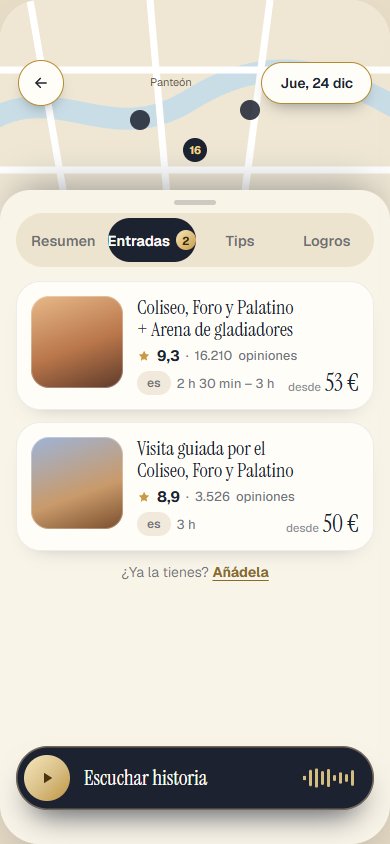 Panteón
Jue, 24 dic
16
Resumen
Entradas 2
Tips
Logros
Coliseo, Foro y Palatino
+ Arena de gladiadores
9,3 · 16.210 opiniones
es 2 h 30 min – 3 h desde 53 €
Visita guiada por el
Coliseo, Foro y Palatino
8,9 · 3.526 opiniones
es 3 h desde 50 €
¿Ya la tienes? Añádela
Escuchar historia